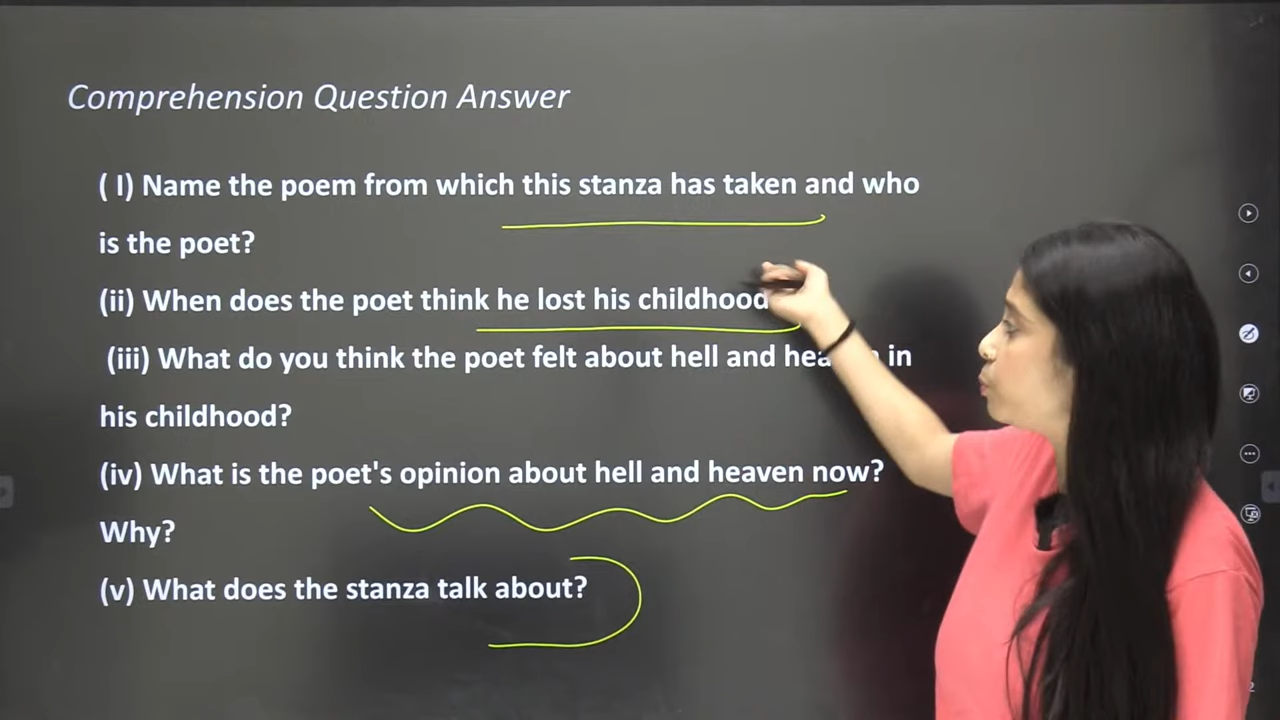 Comprehension Question Answer
( I) Name the poem from which this stanza has taken and who
is the poet?
(ii) When does the poet think he lost his childhood
(iii) What do you think the poet felt about hell and in
his childhood?
(iv) What is the poet's opinion about hell and heaven now?
Why?
(v) What does the stanza talk about?